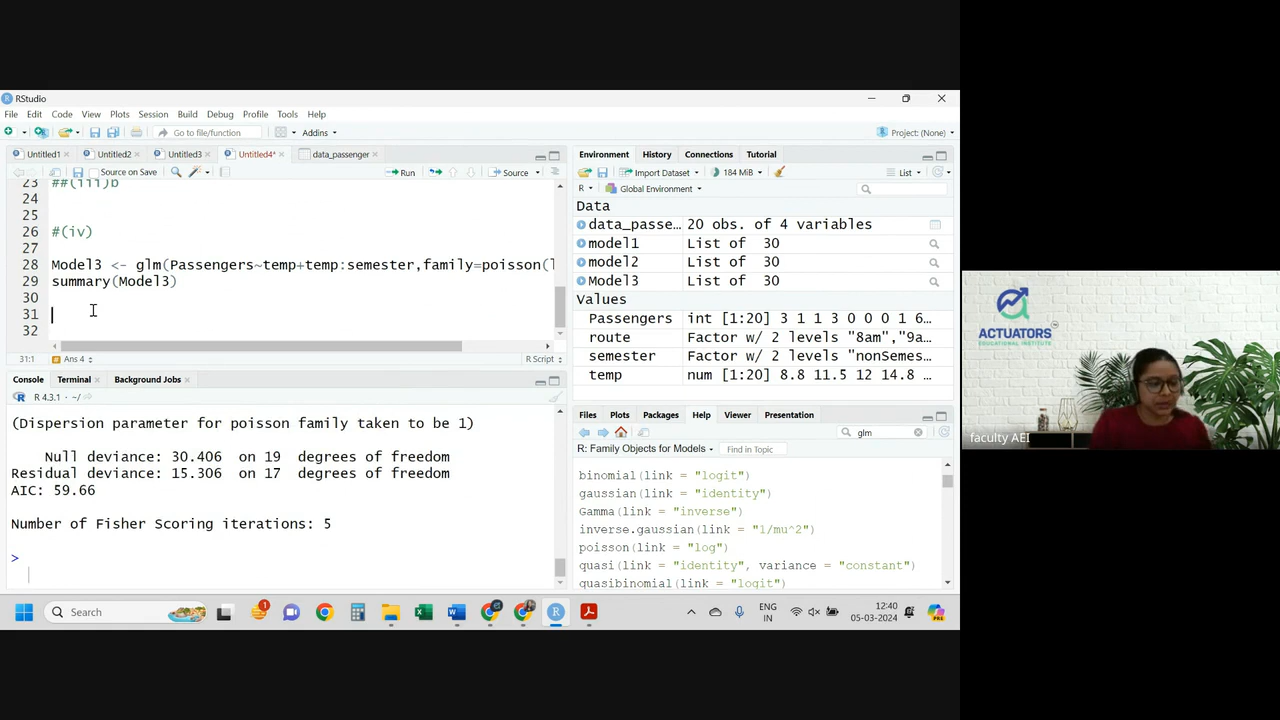 RStudio
File Edit Code View Plots Session Build Debug Profile Tools Help
Go to file/function Addins Project: (None)
Untitled1 Untitled2 Untitled3 Untitled4* data_passenger
Source on Save Run Source
23 ##(iii)b
24
25
26 #(iv)
27
28 Model3 <- glm(Passengers~temp+temp:semester,family=poisson(l
29 summary(Model3)
30
31
32
31:1 Ans 4 R Script
Console Terminal Background Jobs
R 4.3.1 · ~/
(Dispersion parameter for poisson family taken to be 1)
Null deviance: 30.406 on 19 degrees of freedom
Residual deviance: 15.306 on 17 degrees of freedom
AIC: 59.66
Number of Fisher Scoring iterations: 5
>
Environment History Connections Tutorial
Import Dataset 184 MiB List
R Global Environment
Data
data_passe… 20 obs. of 4 variables
model1 List of 30
model2 List of 30
Model3 List of 30
Values
Passengers int [1:20] 3 1 1 3 0 0 0 1 6…
route Factor w/ 2 levels "8am","9a…
semester Factor w/ 2 levels "nonSemes…
temp num [1:20] 8.8 11.5 12 14.8 …
Files Plots Packages Help Viewer Presentation
glm
R: Family Objects for Models Find in Topic
binomial(link = "logit")
gaussian(link = "identity")
Gamma(link = "inverse")
inverse.gaussian(link = "1/mu^2")
poisson(link = "log")
quasi(link = "identity", variance = "constant")
quasibinomial(link = "logit")
Search
ENG
IN
12:40
05-03-2024
ACTUATORS
EDUCATIONAL INSTITUTE
faculty AEI